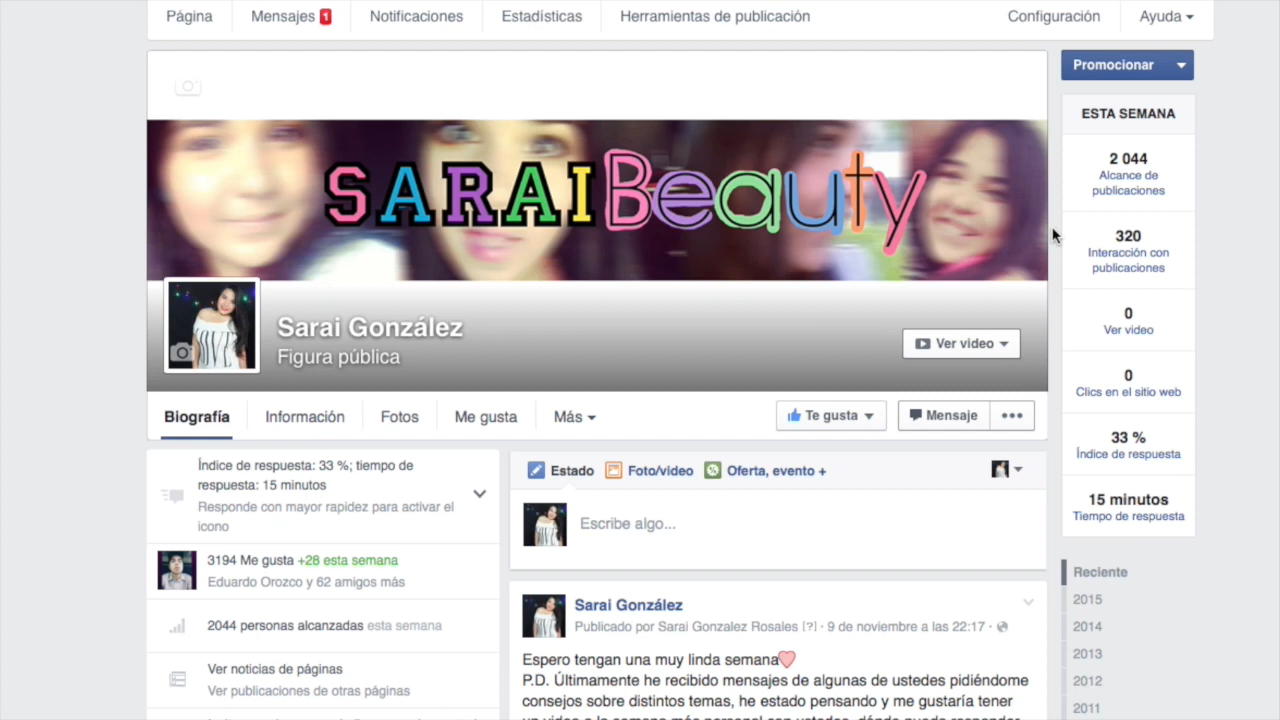 Página
Mensajes 1
Notificaciones
Estadísticas
Herramientas de publicación
Configuración
Ayuda
SARAI Beauty
Sarai González
Figura pública
Ver video
Biografía
Información
Fotos
Me gusta
Más
Te gusta
Mensaje
Promocionar
ESTA SEMANA
2 044
Alcance de
publicaciones
320
Interacción con
publicaciones
0
Ver video
0
Clics en el sitio web
33 %
Índice de respuesta
15 minutos
Tiempo de respuesta
Reciente
2015
2014
2013
2012
2011
Índice de respuesta: 33 %; tiempo de
respuesta: 15 minutos
Responde con mayor rapidez para activar el
icono
3194 Me gusta +28 esta semana
Eduardo Orozco y 62 amigos más
2044 personas alcanzadas esta semana
Ver noticias de páginas
Ver publicaciones de otras páginas
Estado
Foto/video
Oferta, evento +
Escribe algo...
Sarai González
Publicado por Sarai Gonzalez Rosales [?] · 9 de noviembre a las 22:17 ·
Espero tengan una muy linda semana
P.D. Últimamente he recibido mensajes de algunas de ustedes pidiéndome
consejos sobre distintos temas, he estado pensando y me gustaría tener